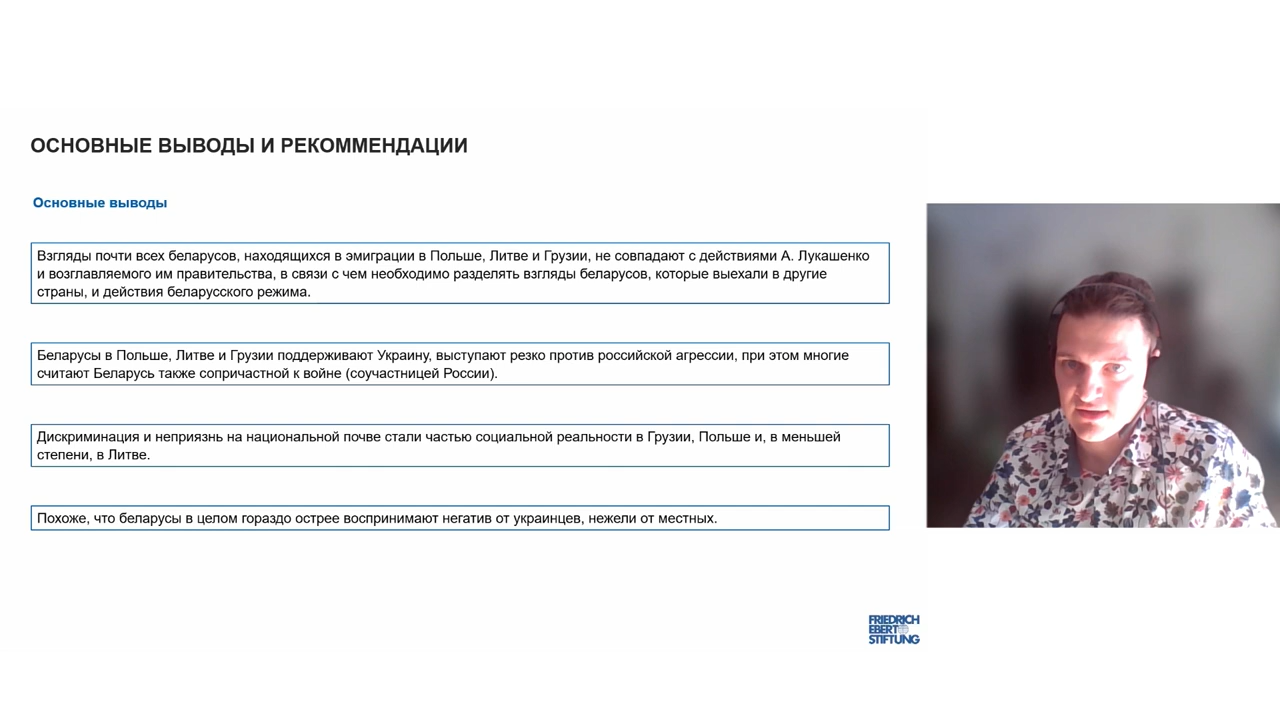 ОСНОВНЫЕ ВЫВОДЫ И РЕКОММЕНДАЦИИ
Основные выводы
Взгляды почти всех беларусов, находящихся в эмиграции в Польше, Литве и Грузии, не совпадают с действиями А. Лукашенко
и возглавляемого им правительства, в связи с чем необходимо разделять взгляды беларусов, которые выехали в другие
страны, и действия беларусского режима.
Беларусы в Польше, Литве и Грузии поддерживают Украину, выступают резко против российской агрессии, при этом многие
считают Беларусь также сопричастной к войне (соучастницей России).
Дискриминация и неприязнь на национальной почве стали частью социальной реальности в Грузии, Польше и, в меньшей
степени, в Литве.
Похоже, что беларусы в целом гораздо острее воспринимают негатив от украинцев, нежели от местных.
FRIEDRICH
EBERT
STIFTUNG